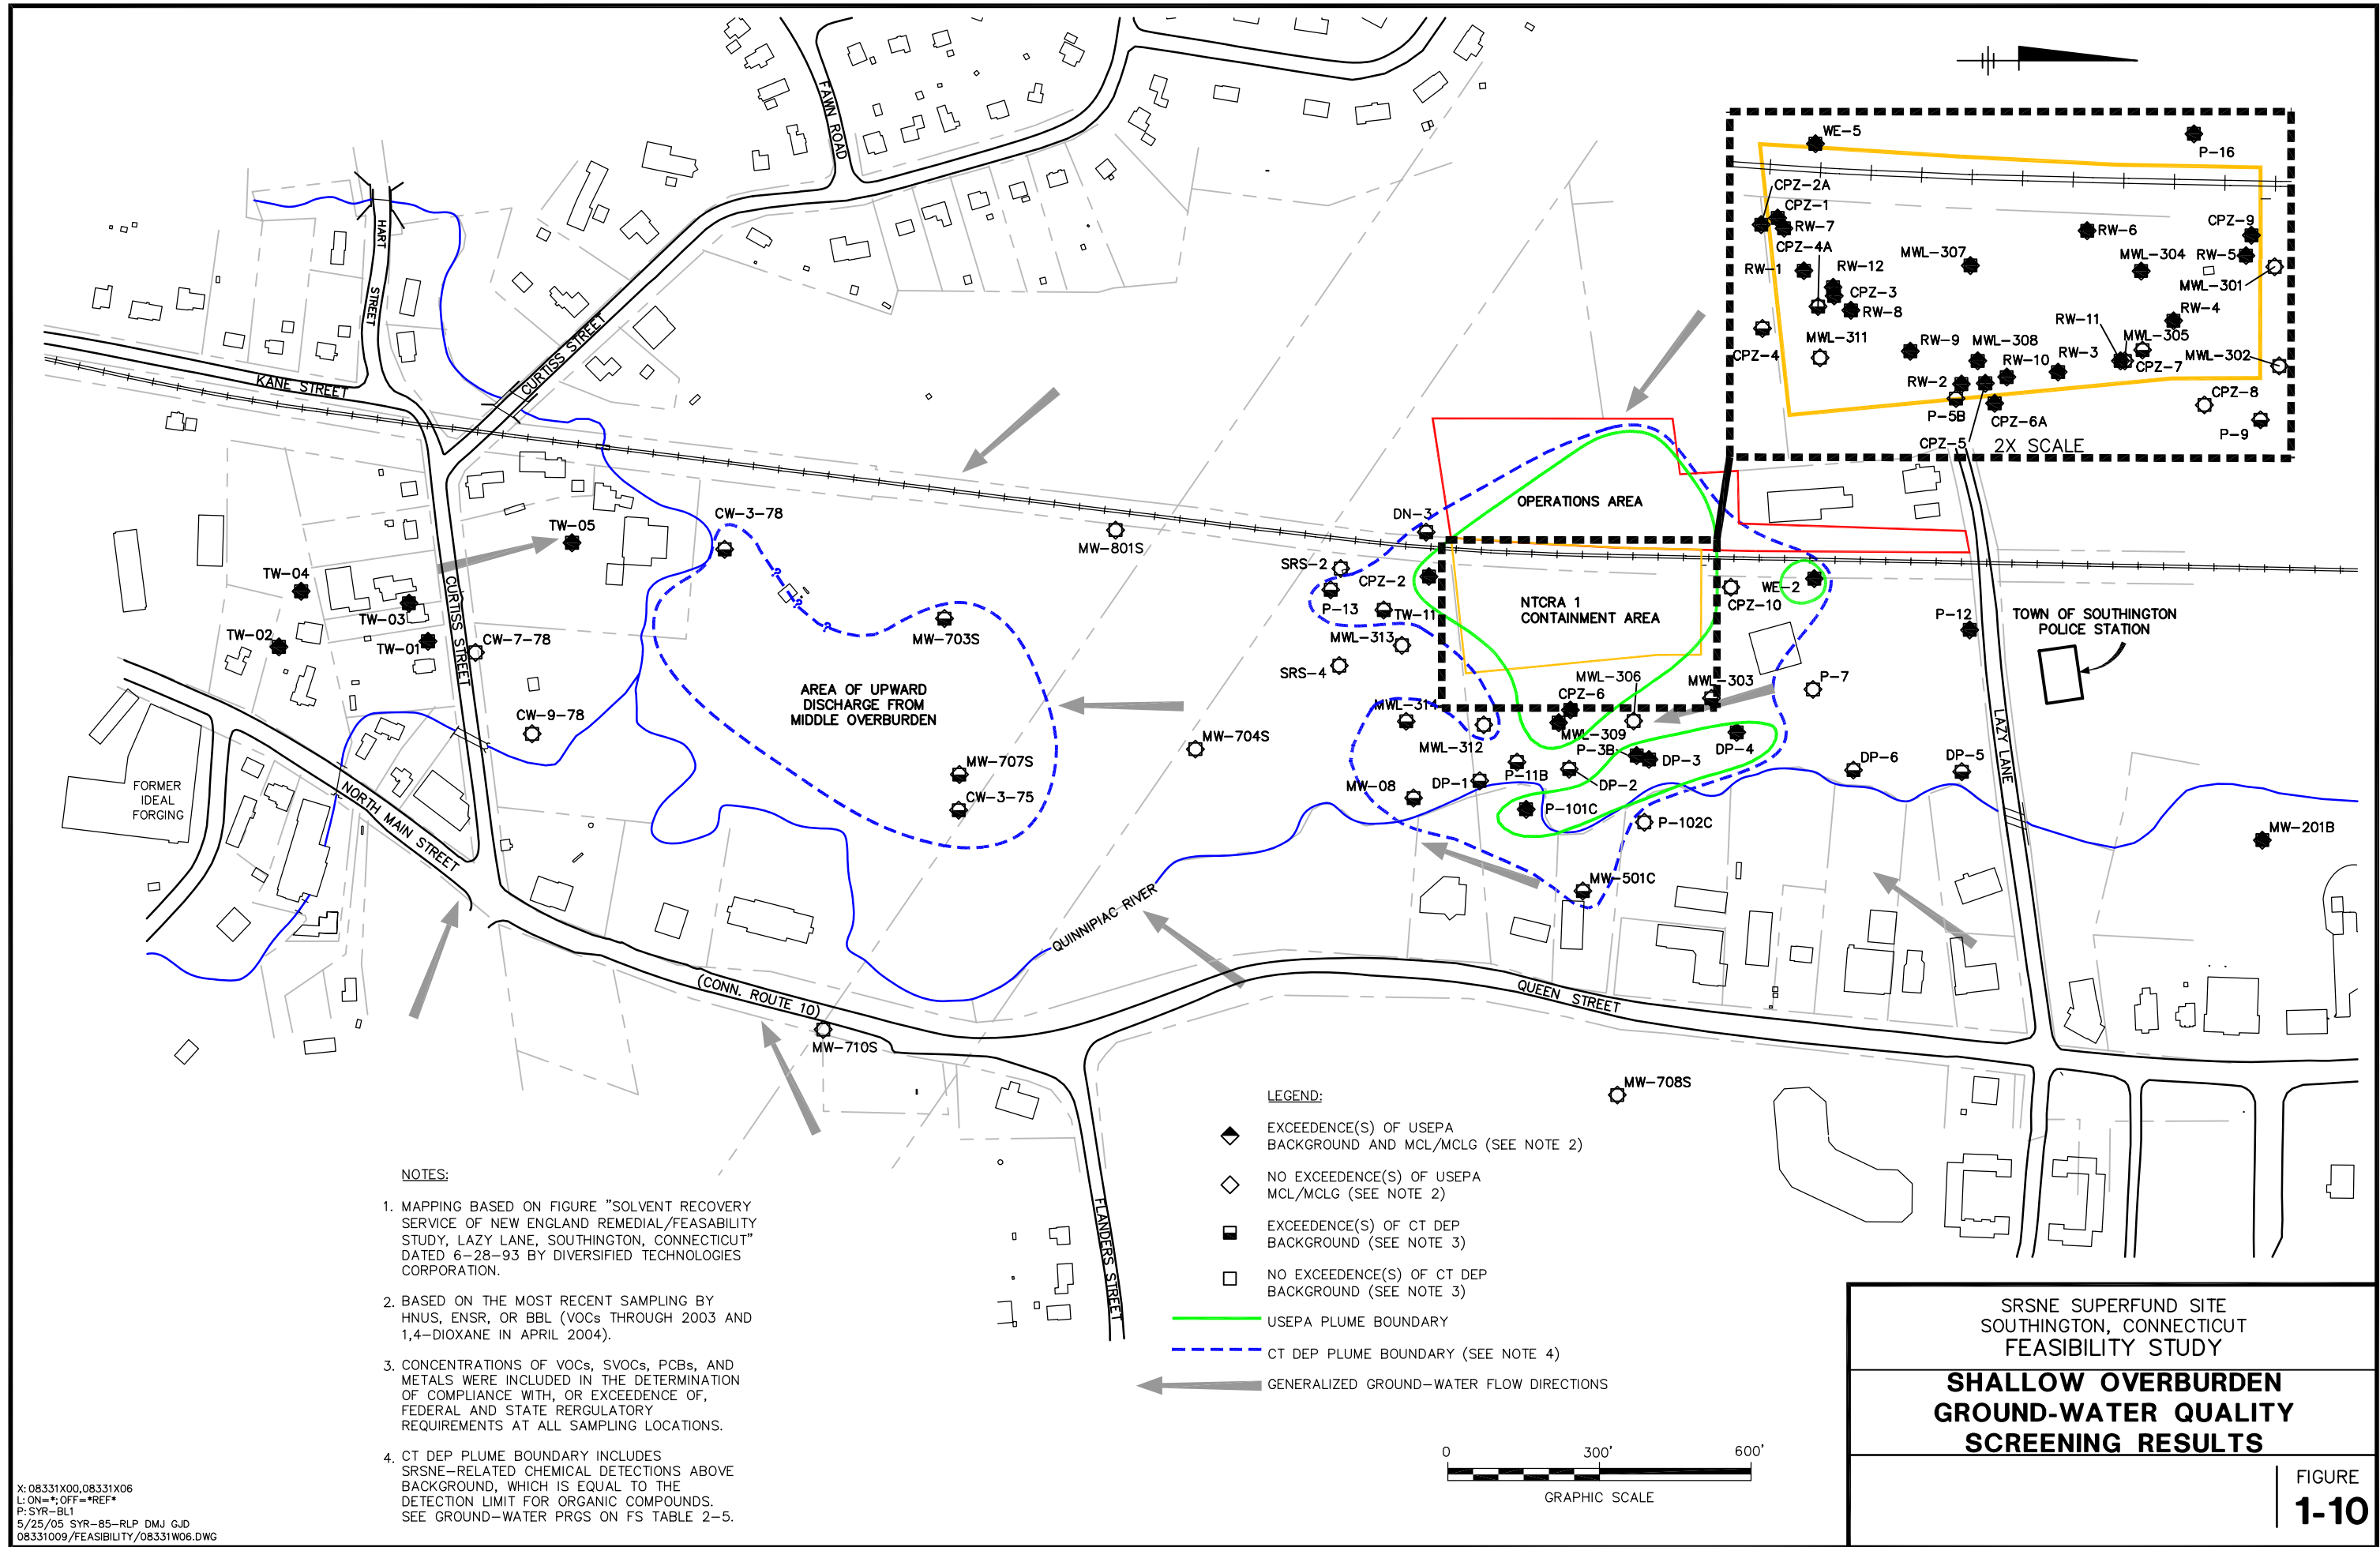 FAWN ROAD
HART
STREET
KANE STREET
CURTISS STREET
CURTISS STREET
NORTH MAIN STREET
(CONN. ROUTE 10)
QUEEN STREET
FLANDERS STREET
LAZY LANE
QUINNIPIAC RIVER
FORMER
IDEAL
FORGING
TOWN OF SOUTHINGTON
POLICE STATION
OPERATIONS AREA
NTCRA 1
CONTAINMENT AREA
AREA OF UPWARD
DISCHARGE FROM
MIDDLE OVERBURDEN
?
?
?
WE-5
P-16
CPZ-2A
CPZ-1
RW-7
CPZ-4A
RW-1
RW-12
CPZ-3
RW-8
MWL-311
CPZ-4
MWL-307
RW-6
CPZ-9
MWL-304
RW-5
MWL-301
RW-4
RW-11
MWL-305
MWL-302
CPZ-7
RW-9
MWL-308
RW-10
RW-3
RW-2
P-5B
CPZ-6A
CPZ-8
P-9
CPZ-5
2X SCALE
TW-05
TW-04
TW-03
TW-02
TW-01
CW-7-78
CW-9-78
CW-3-78
MW-703S
MW-707S
CW-3-75
MW-801S
MW-704S
MW-710S
MW-708S
DN-3
SRS-2
CPZ-2
P-13
TW-11
MWL-313
SRS-4
MWL-314
MWL-312
MW-08
DP-1
P-11B
CPZ-6
MWL-306
MWL-303
MWL-309
P-3B
DP-3
DP-4
DP-2
P-101C
P-102C
MW-501C
WE-2
CPZ-10
P-7
P-12
DP-6
DP-5
MW-201B
NOTES:
1. MAPPING BASED ON FIGURE "SOLVENT RECOVERY
SERVICE OF NEW ENGLAND REMEDIAL/FEASABILITY
STUDY, LAZY LANE, SOUTHINGTON, CONNECTICUT"
DATED 6-28-93 BY DIVERSIFIED TECHNOLOGIES
CORPORATION.
2. BASED ON THE MOST RECENT SAMPLING BY
HNUS, ENSR, OR BBL (VOCs THROUGH 2003 AND
1,4-DIOXANE IN APRIL 2004).
3. CONCENTRATIONS OF VOCs, SVOCs, PCBs, AND
METALS WERE INCLUDED IN THE DETERMINATION
OF COMPLIANCE WITH, OR EXCEEDENCE OF,
FEDERAL AND STATE RERGULATORY
REQUIREMENTS AT ALL SAMPLING LOCATIONS.
4. CT DEP PLUME BOUNDARY INCLUDES
SRSNE-RELATED CHEMICAL DETECTIONS ABOVE
BACKGROUND, WHICH IS EQUAL TO THE
DETECTION LIMIT FOR ORGANIC COMPOUNDS.
SEE GROUND-WATER PRGS ON FS TABLE 2-5.
LEGEND:
EXCEEDENCE(S) OF USEPA
BACKGROUND AND MCL/MCLG (SEE NOTE 2)
NO EXCEEDENCE(S) OF USEPA
MCL/MCLG (SEE NOTE 2)
EXCEEDENCE(S) OF CT DEP
BACKGROUND (SEE NOTE 3)
NO EXCEEDENCE(S) OF CT DEP
BACKGROUND (SEE NOTE 3)
USEPA PLUME BOUNDARY
CT DEP PLUME BOUNDARY (SEE NOTE 4)
GENERALIZED GROUND-WATER FLOW DIRECTIONS
0 300' 600'
GRAPHIC SCALE
SRSNE SUPERFUND SITE
SOUTHINGTON, CONNECTICUT
FEASIBILITY STUDY
SHALLOW OVERBURDEN
GROUND-WATER QUALITY
SCREENING RESULTS
FIGURE
1-10
X: 08331X00,08331X06
L: ON=*; OFF=*REF*
P: SYR-BL1
5/25/05 SYR-85-RLP DMJ GJD
08331009/FEASIBILITY/08331W06.DWG